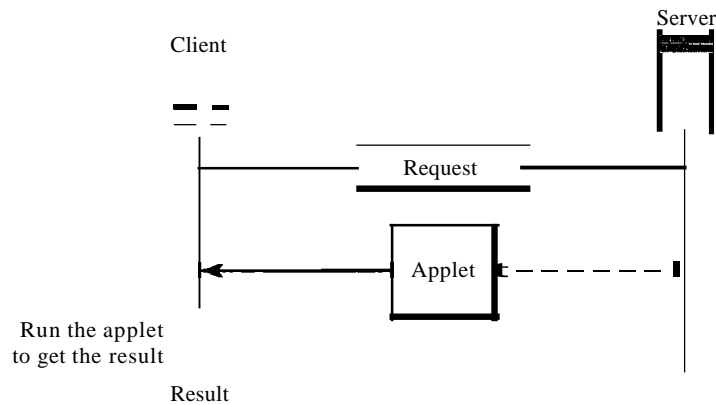 Server
Client
Request
Applet
Run the applet
to get the result
Result